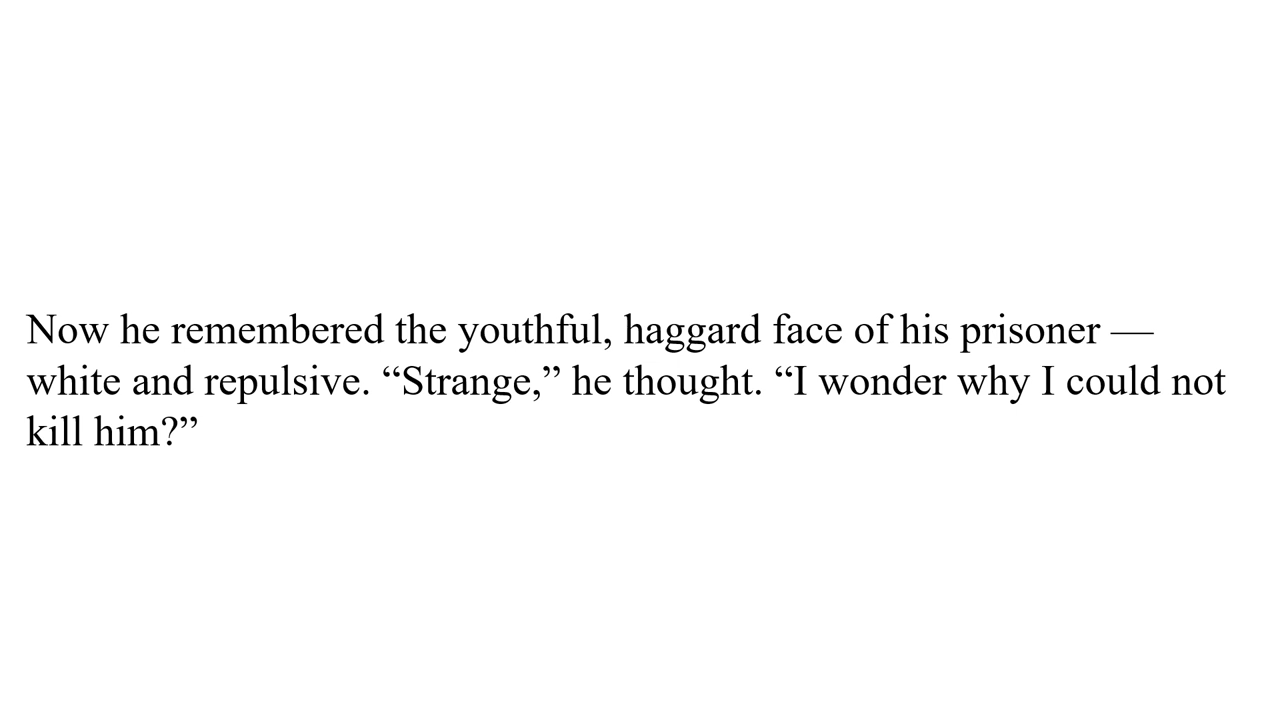 Now he remembered the youthful, haggard face of his prisoner —
white and repulsive. “Strange,” he thought. “I wonder why I could not
kill him?”